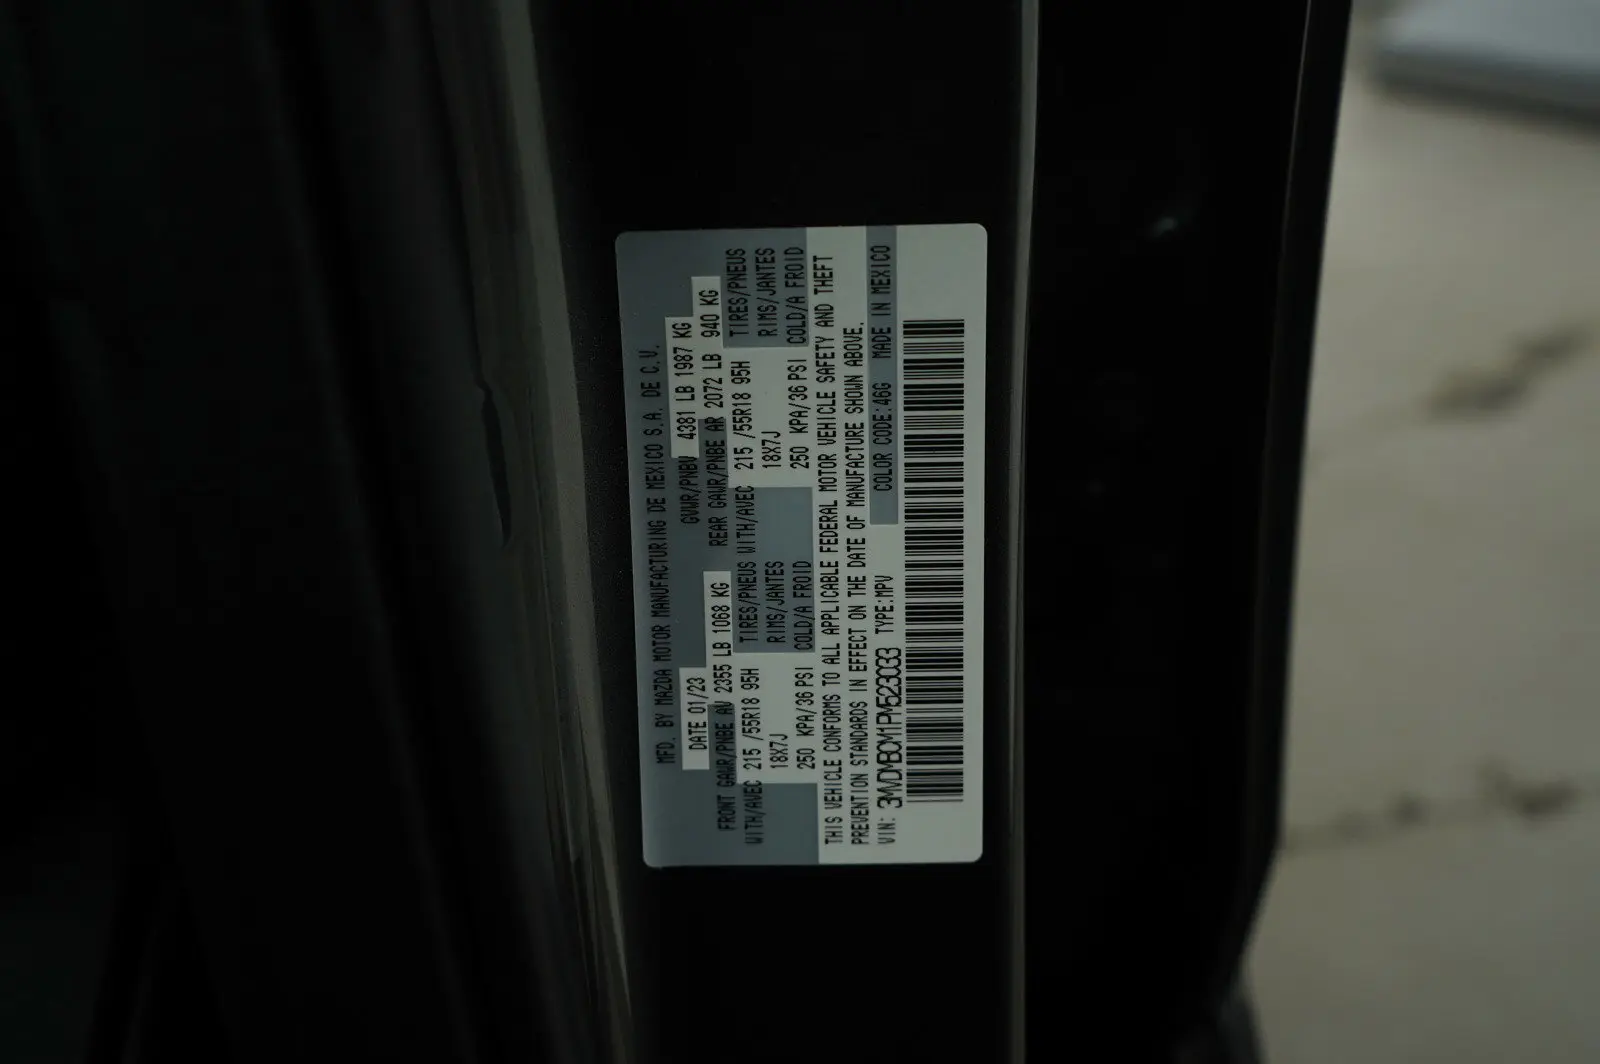 MFD. BY MAZDA MOTOR MANUFACTURING DE MEXICO S.A. DE C.V.
DATE 01/23 GVWR/PNBV 4381 LB 1987 KG
FRONT GAWR/PNBE AV 2355 LB 1068 KG REAR GAWR/PNBE AR 2072 LB 940 KG
WITH/AVEC 215 /55R18 95H TIRES/PNEUS WITH/AVEC 215 /55R18 95H TIRES/PNEUS
18X7J RIMS/JANTES 18X7J RIMS/JANTES
250 KPA/36 PSI COLD/A FROID 250 KPA/36 PSI COLD/A FROID
THIS VEHICLE CONFORMS TO ALL APPLICABLE FEDERAL MOTOR VEHICLE SAFETY AND THEFT
PREVENTION STANDARDS IN EFFECT ON THE DATE OF MANUFACTURE SHOWN ABOVE.
VIN: 3MVDMBCM1PM523033 TYPE:MPV COLOR CODE:46G MADE IN MEXICO